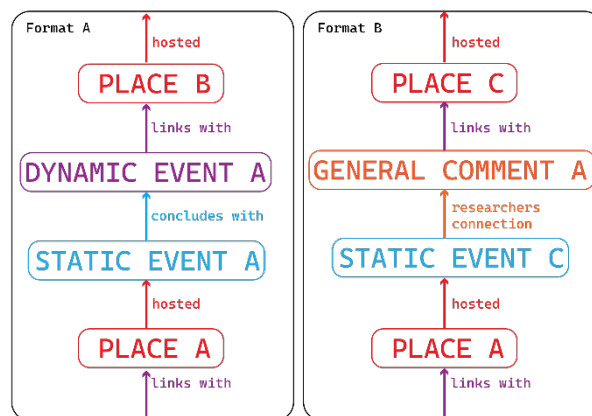 Format A
hosted
PLACE B
links with
DYNAMIC EVENT A
concludes with
STATIC EVENT A
hosted
PLACE A
links with
Format B
hosted
PLACE C
links with
GENERAL COMMENT A
researchers
connection
STATIC EVENT C
hosted
PLACE A
links with